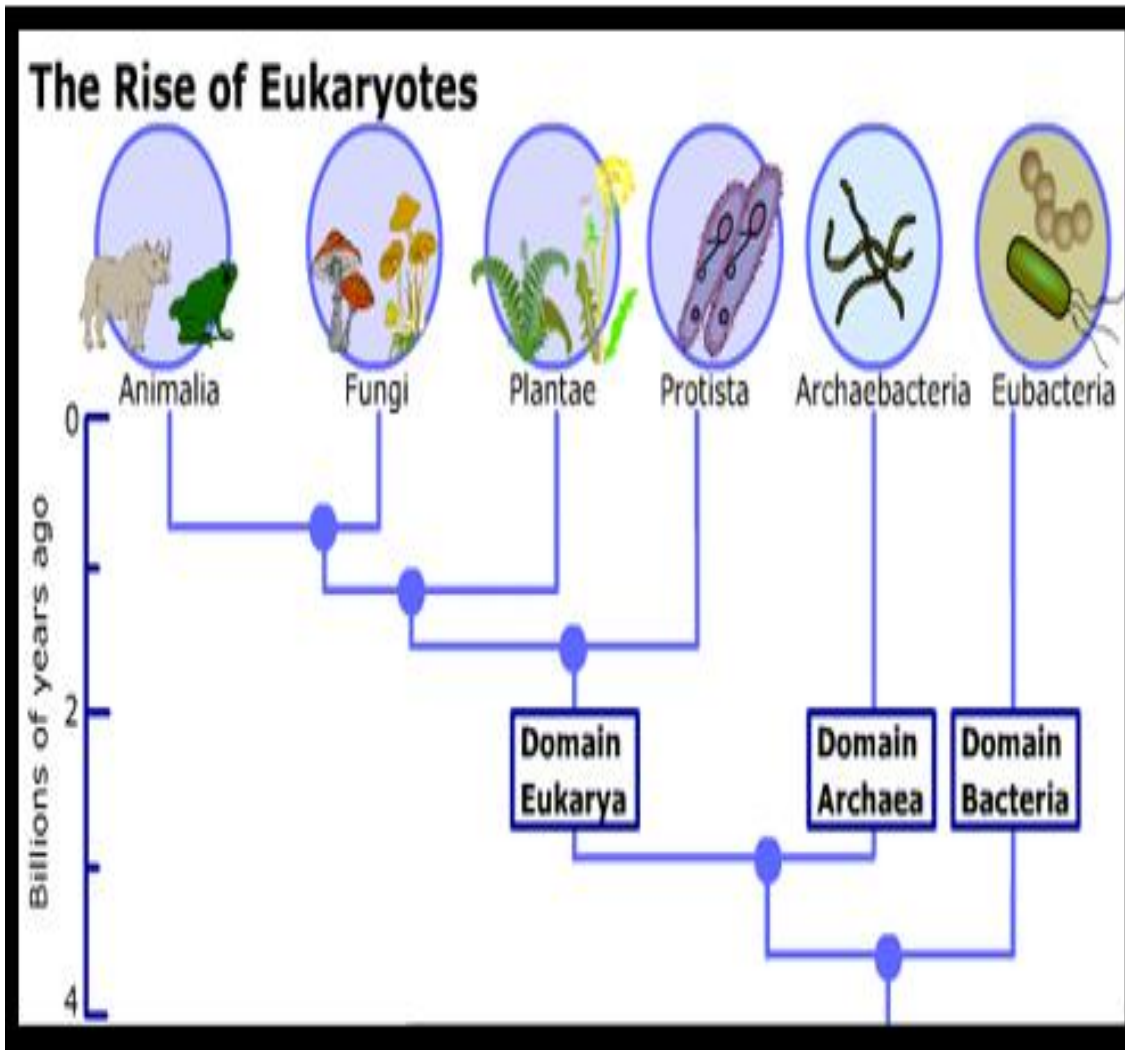 The Rise of Eukaryotes
Animalia
Fungi
Plantae
Protista
Archaebacteria
Eubacteria
0
Billions of years ago
2
Domain
Eukarya
Domain
Archaea
Domain
Bacteria
4